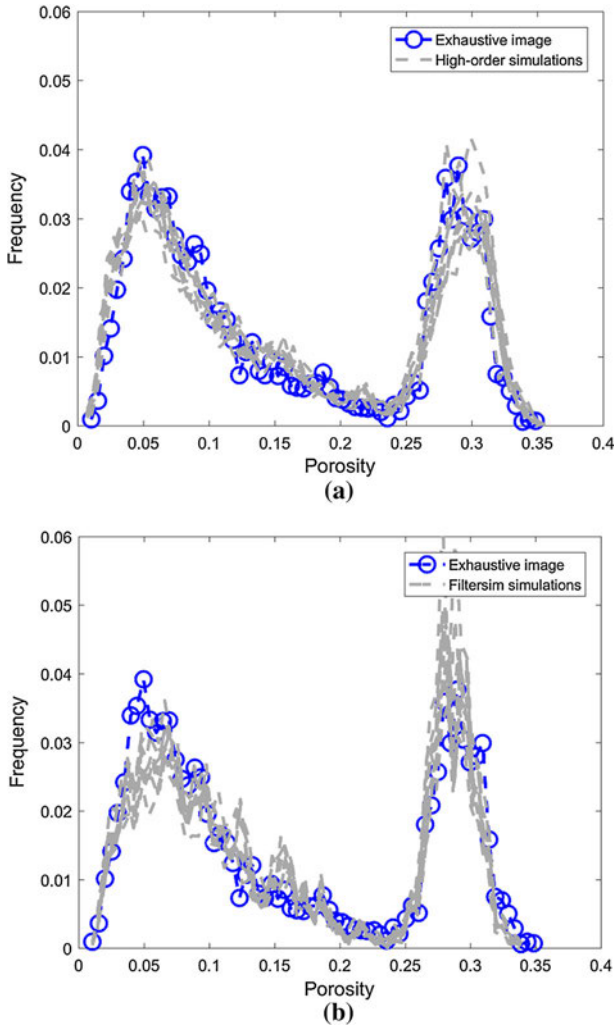 0.06
0.05
0.04
0.03
0.02
0.01
0
Frequency
Exhaustive image
High-order simulations
0 0.05 0.1 0.15 0.2 0.25 0.3 0.35 0.4
Porosity
(a)
0.06
0.05
0.04
0.03
0.02
0.01
0
Frequency
Exhaustive image
Filtersim simulations
0 0.05 0.1 0.15 0.2 0.25 0.3 0.35 0.4
Porosity
(b)